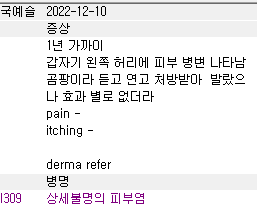 국예슬 2022-12-10
증상
1년 가까이
갑자기 왼쪽 허리에 피부 병변 나타남
곰팡이라 듣고 연고 처방받아 발랐으
나 효과 별로 없더라
pain -
itching -
derma refer
병명
l309 상세불명의 피부염